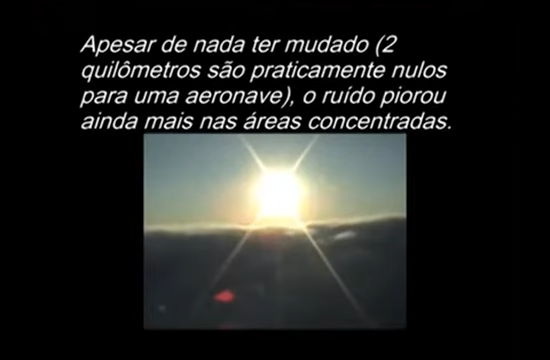 Apesar de nada ter mudado (2
quilômetros são praticamente nulos
para uma aeronave), o ruído piorou
ainda mais nas áreas concentradas.